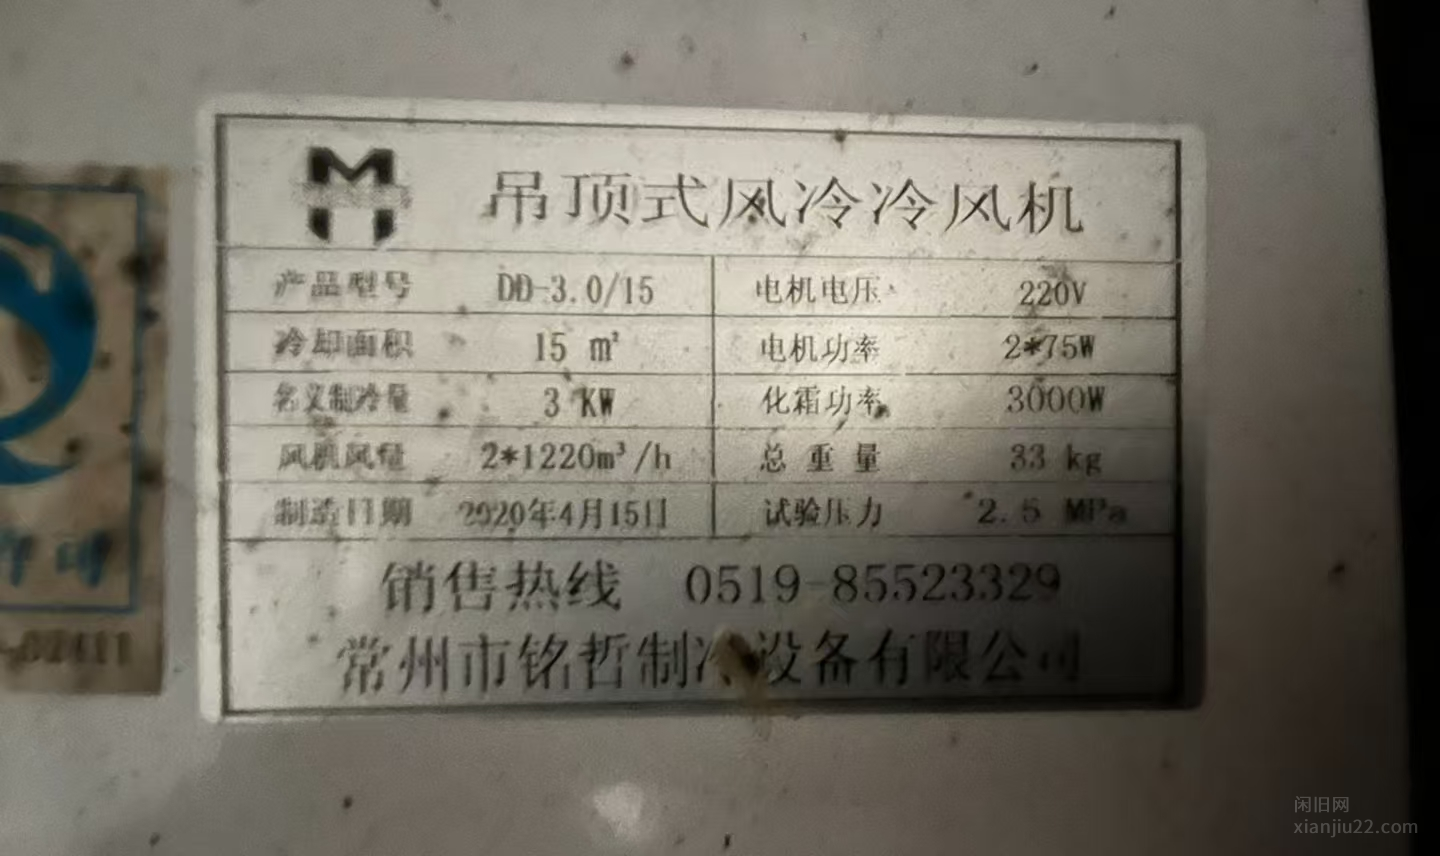 吊顶式风冷冷风机
产品型号 DD-3.0/15 电机电压 220V
冷却面积 15 m² 电机功率 2*75W
名义制冷量 3 KW 化霜功率 3000W
风机风量 2*1220m³/h 总重量 33 kg
制造日期 2020年4月15日 试验压力 2.5 MPa
销售热线 0519-85523329
常州市铭哲制冷设备有限公司
闲旧网
xianjiu22.com